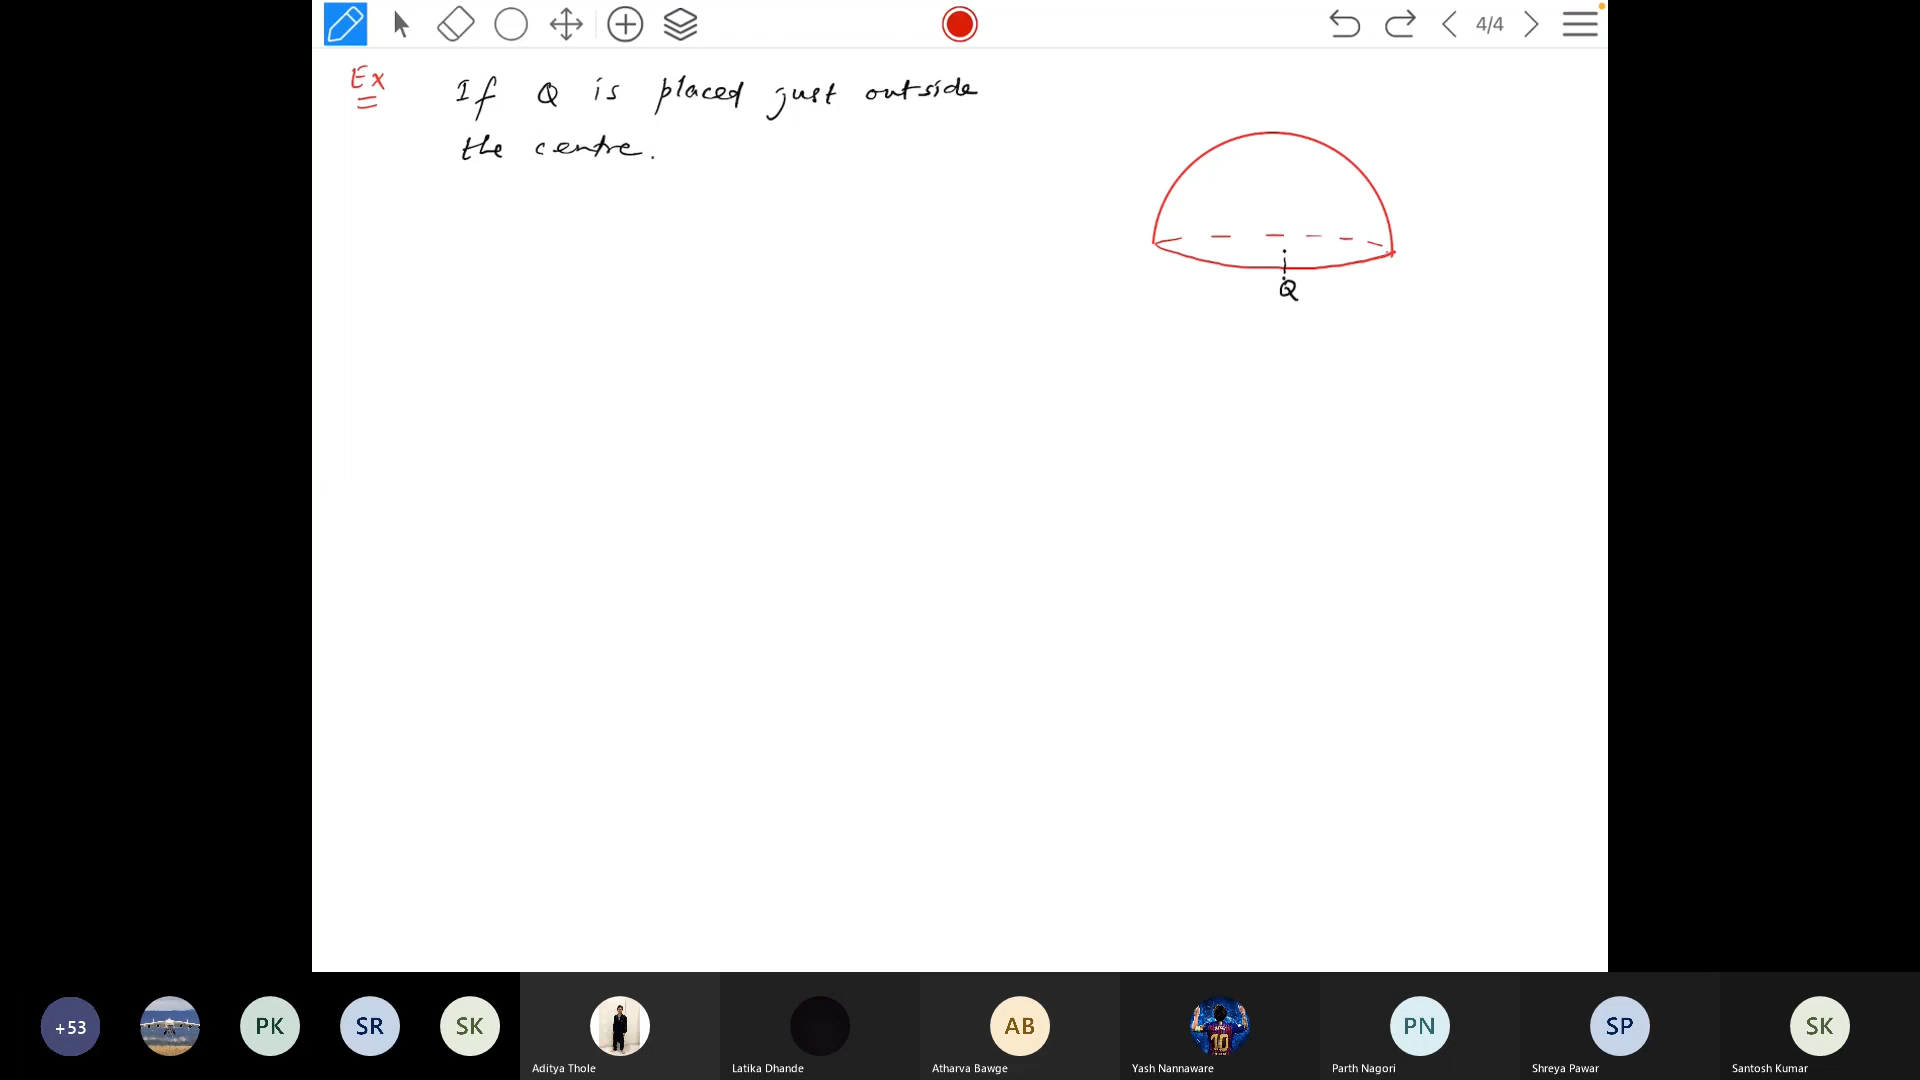 4/4
Ex If Q is placed just outside
the centre.
Q
+53
PK
SR
SK
AB
10
PN
SP
SK
Aditya Thole
Latika Dhande
Atharva Bawge
Yash Nannaware
Parth Nagori
Shreya Pawar
Santosh Kumar